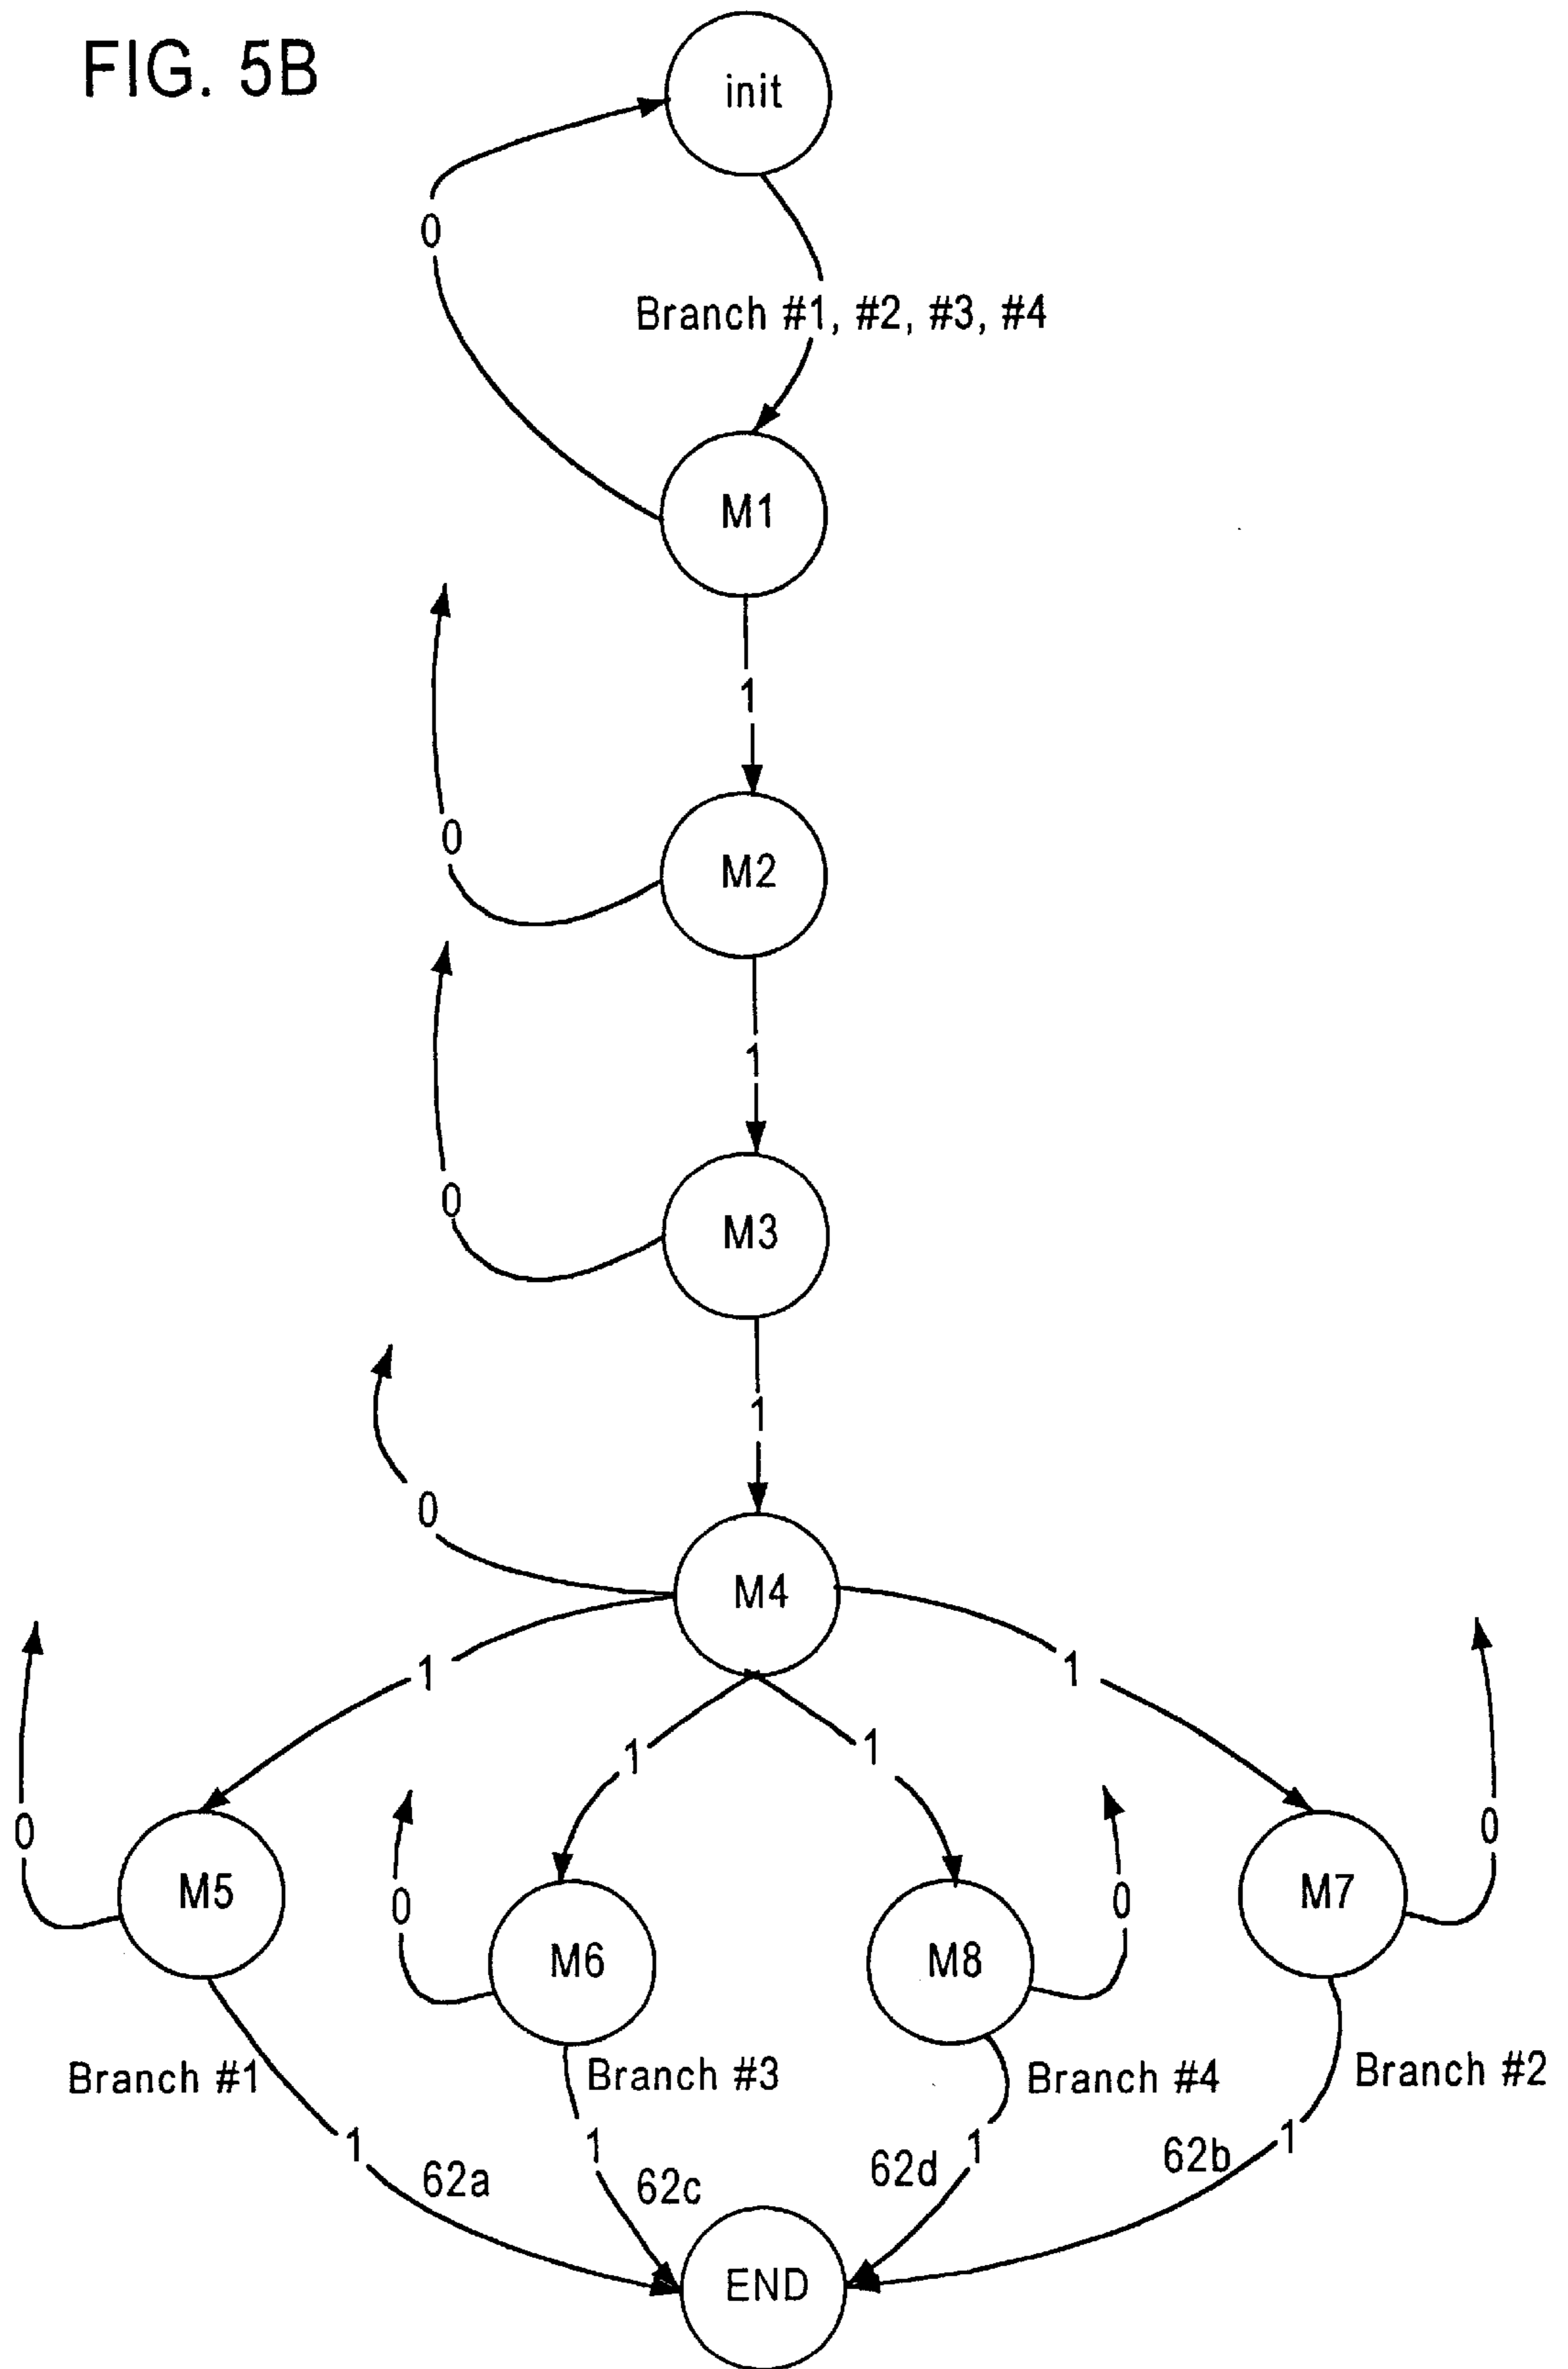 FIG. 5B
init
0
Branch #1, #2, #3, #4
M1
1
0
M2
1
0
M3
1
0
M4
1
1
1
1
0
0
0
0
M5
M6
M8
M7
Branch #1
Branch #3
Branch #4
Branch #2
1
1
1
1
62a
62c
62d
62b
END